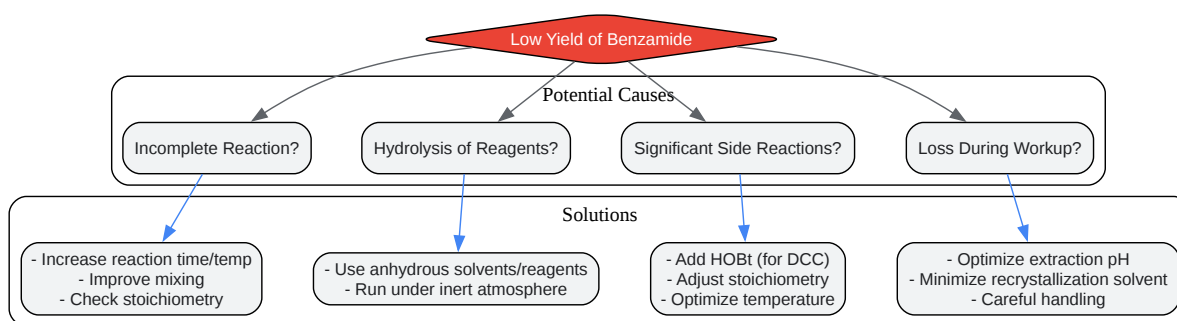 Low Yield of Benzamide
Potential Causes
Incomplete Reaction?
Hydrolysis of Reagents?
Significant Side Reactions?
Loss During Workup?
Solutions
- Increase reaction time/temp
- Improve mixing
- Check stoichiometry
- Use anhydrous solvents/reagents
- Run under inert atmosphere
- Add HOBt (for DCC)
- Adjust stoichiometry
- Optimize temperature
- Optimize extraction pH
- Minimize recrystallization solvent
- Careful handling